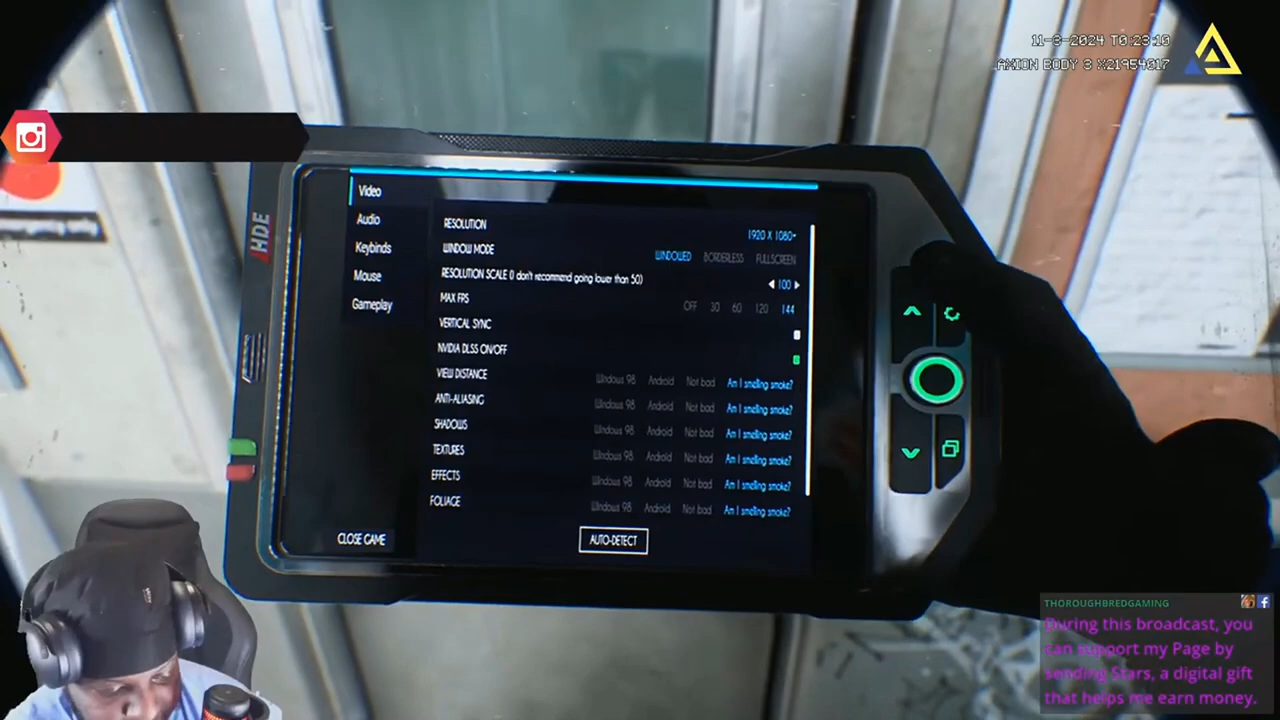 11-8-2024 T0:23:10
AXION BODY 3 X21954017
HDE
Video
Audio
Keybinds
Mouse
Gameplay
CLOSE GAME
RESOLUTION 1920 X 1080
WINDOW MODE WINDOWED BORDERLESS FULLSCREEN
RESOLUTION SCALE (I don't recommend going lower than 50) 100
MAX FPS OFF 30 60 120 144
VERTICAL SYNC
NVIDIA DLSS ON/OFF
VIEW DISTANCE Windows 98 Android Not bad Am I smelling smoke?
ANTI-ALIASING Windows 98 Android Not bad Am I smelling smoke?
SHADOWS Windows 98 Android Not bad Am I smelling smoke?
TEXTURES Windows 98 Android Not bad Am I smelling smoke?
EFFECTS Windows 98 Android Not bad Am I smelling smoke?
FOLIAGE Windows 98 Android Not bad Am I smelling smoke?
AUTO-DETECT
THOROUGHBREDGAMING
During this broadcast, you
can support my Page by
sending Stars, a digital gift
that helps me earn money.